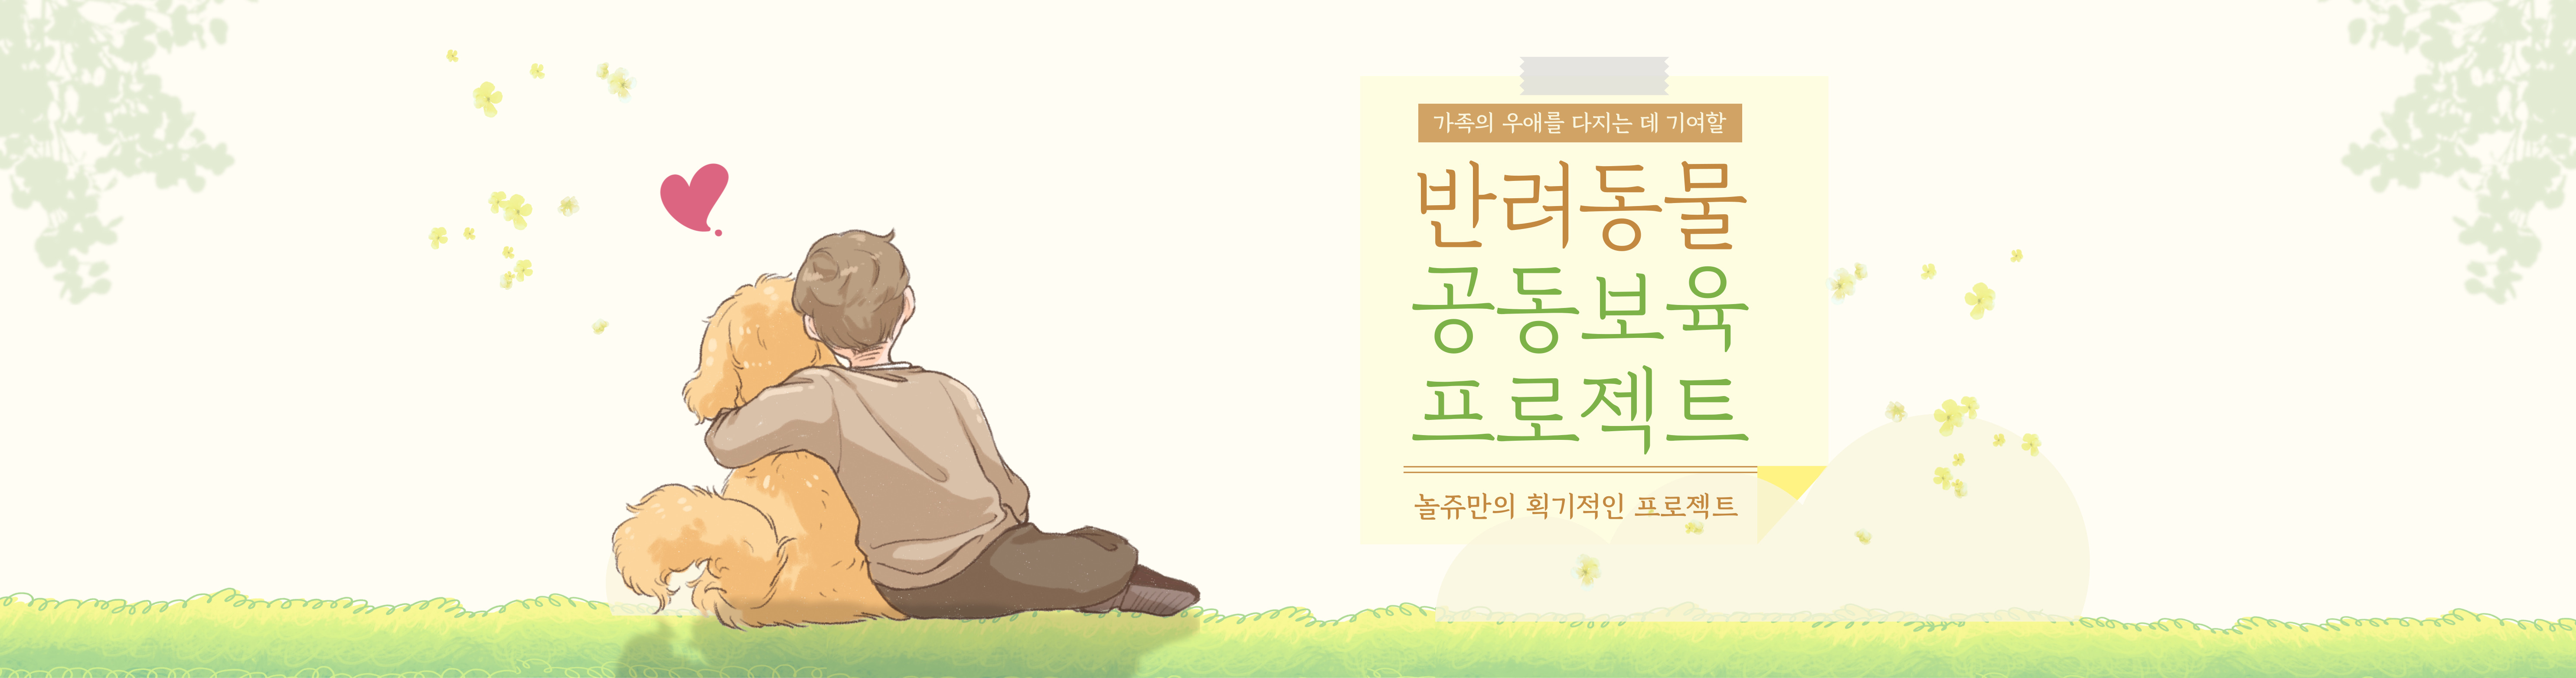 가족의 우애를 다지는 데 기여할
반려동물
공동보육
프로젝트
놀쥬만의 획기적인 프로젝트